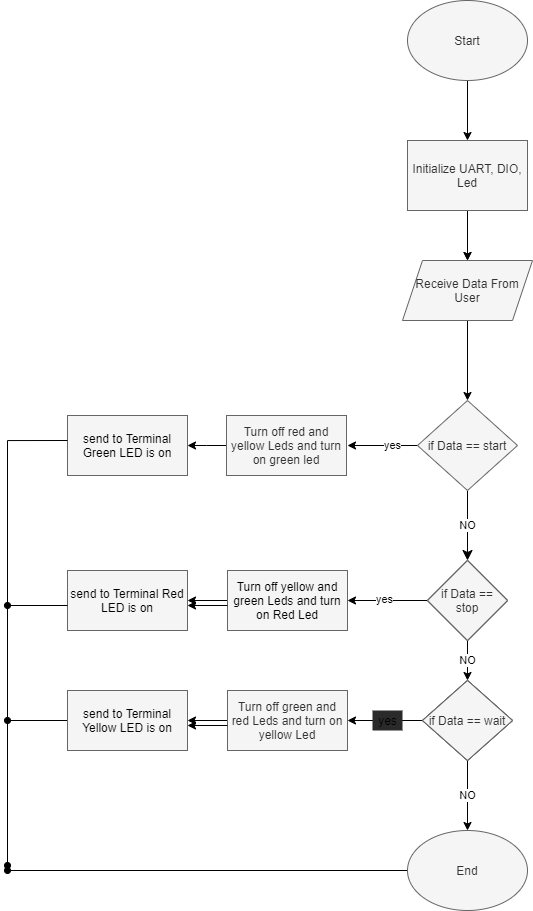 Start
Initialize UART, DIO,
Led
Receive Data From
User
send to Terminal
Green LED is on
Turn off red and
yellow Leds and turn
on green led
yes
if Data == start
NO
send to Terminal Red
LED is on
Turn off yellow and
green Leds and turn
on Red Led
yes
if Data ==
stop
NO
send to Terminal
Yellow LED is on
Turn off green and
red Leds and turn on
yellow Led
yes
if Data == wait
NO
End